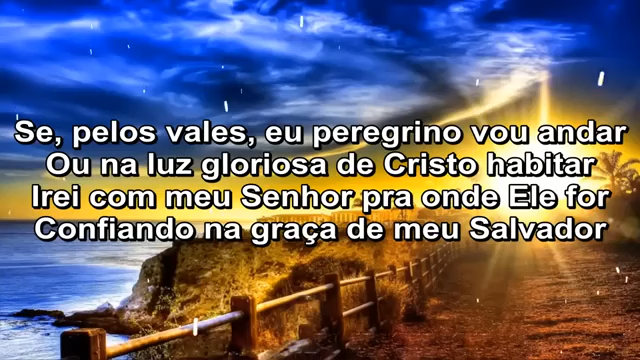 Se, pelos vales, eu peregrino vou andar
Ou na luz gloriosa de Cristo habitar
Irei com meu Senhor pra onde Ele for
Confiando na graça de meu Salvador